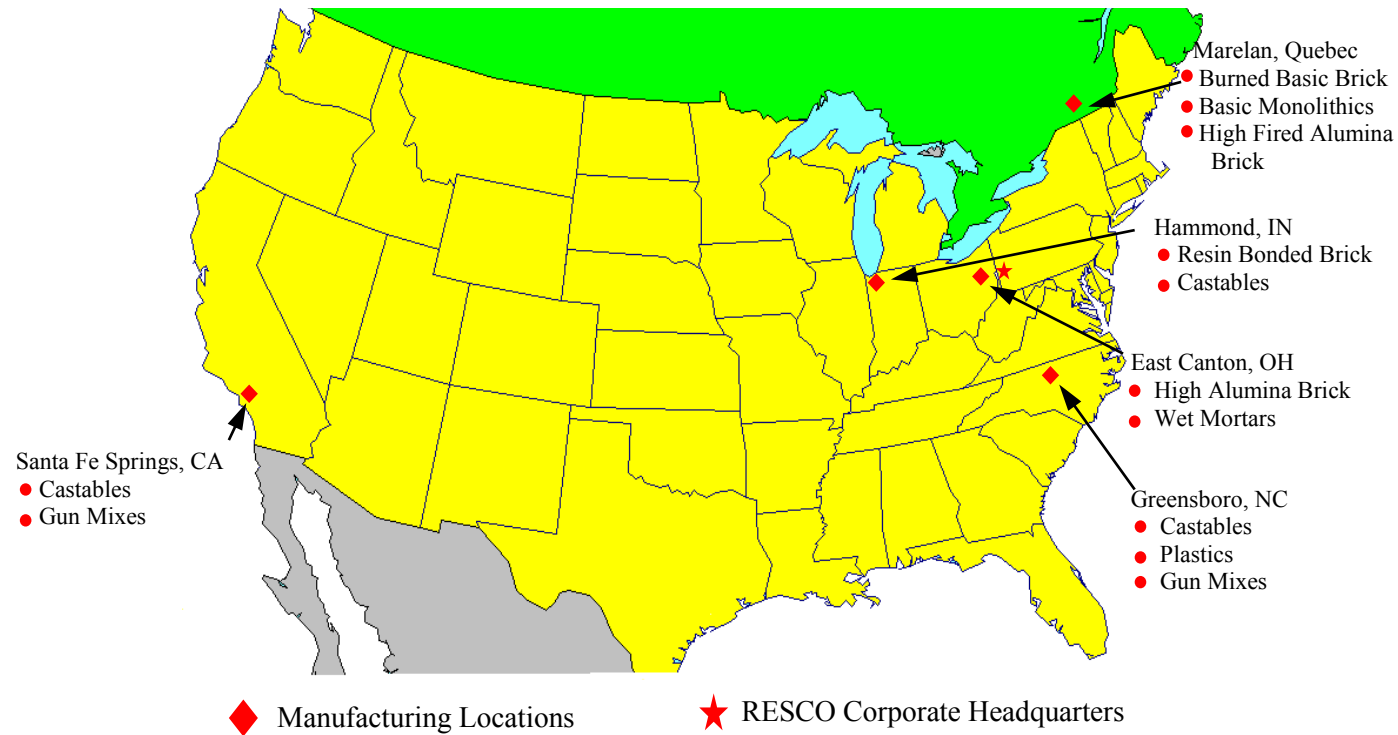 Marelan, Quebec
Burned Basic Brick
Basic Monolithics
High Fired Alumina
Brick
Hammond, IN
Resin Bonded Brick
Castables
East Canton, OH
High Alumina Brick
Wet Mortars
Santa Fe Springs, CA
Castables
Gun Mixes
Greensboro, NC
Castables
Plastics
Gun Mixes
Manufacturing Locations
RESCO Corporate Headquarters